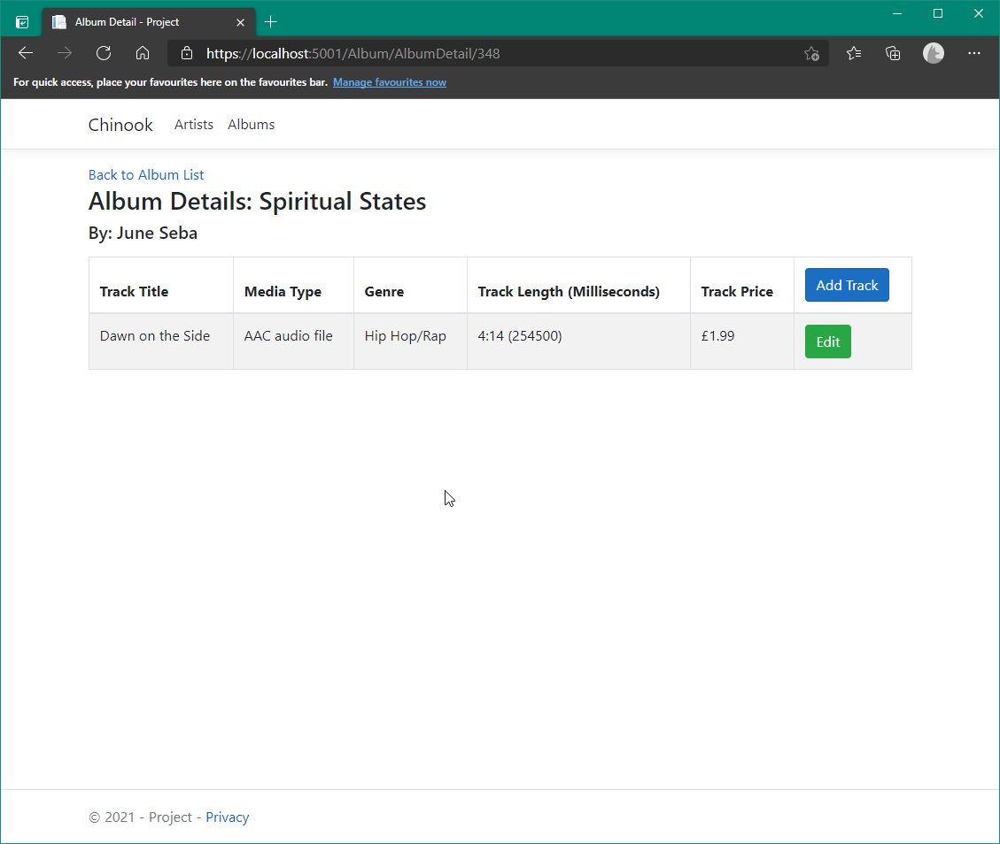 Album Detail - Project
https://localhost:5001/Album/AlbumDetail/348
For quick access, place your favourites here on the favourites bar. Manage favourites now
Chinook Artists Albums
Back to Album List
Album Details: Spiritual States
By: June Seba
Track Title Media Type Genre Track Length (Milliseconds) Track Price Add Track
Dawn on the Side AAC audio file Hip Hop/Rap 4:14 (254500) £1.99 Edit
© 2021 - Project - Privacy